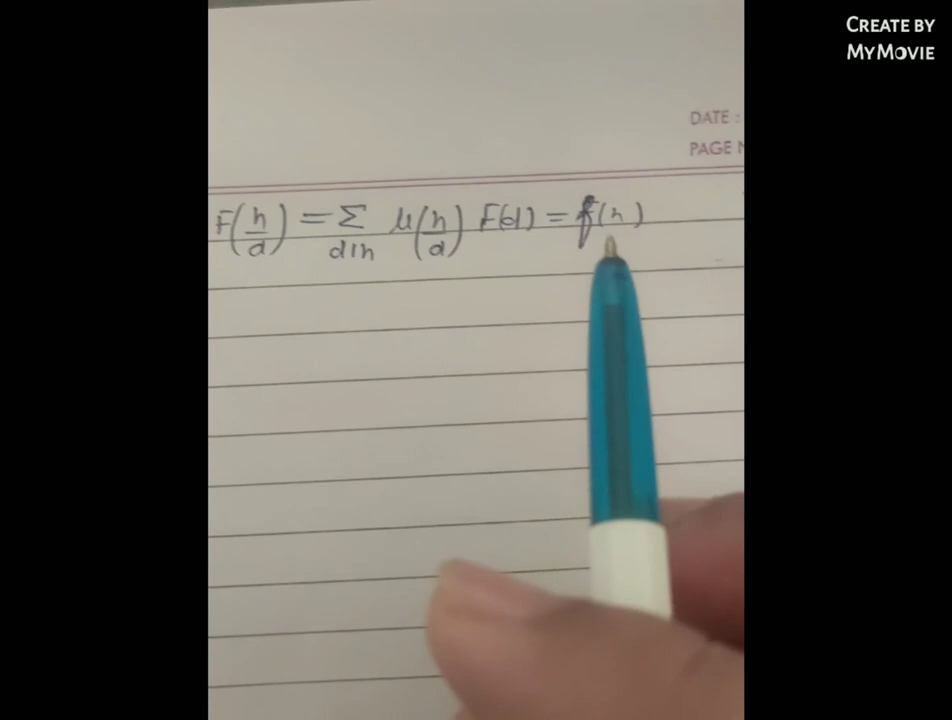 CREATE BY
MYMOVIE
DATE :
PAGE N
F(n/d) = Σ_{d|n} μ(n/d) F(d) = f(n)